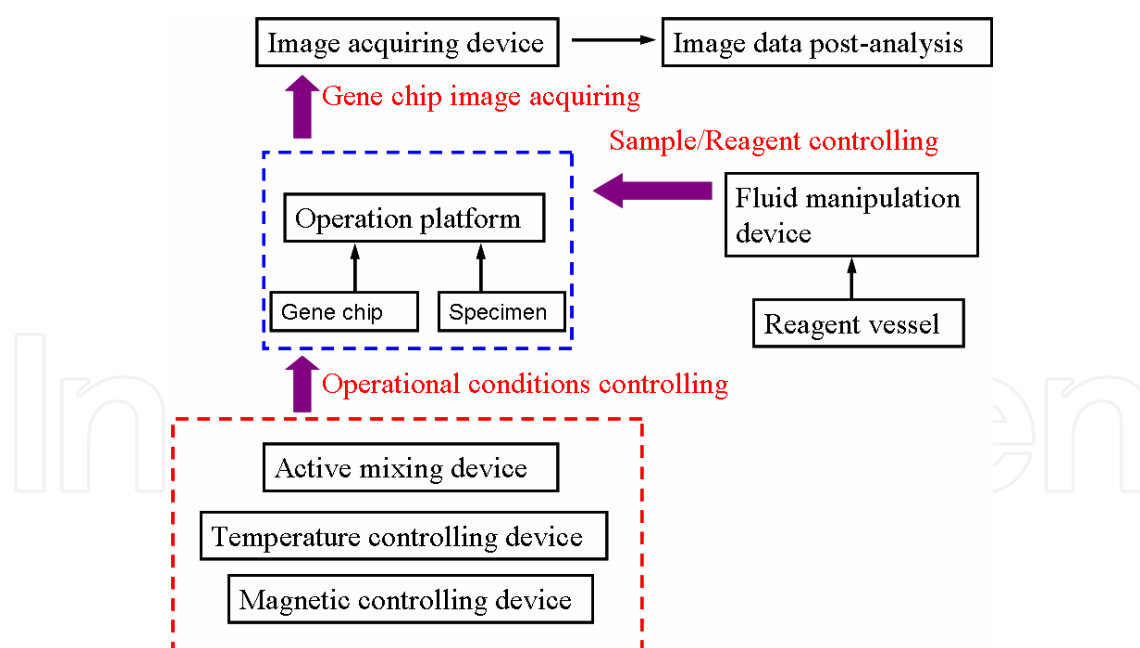 Image acquiring device
Image data post-analysis
Gene chip image acquiring
Sample/Reagent controlling
Operation platform
Fluid manipulation
device
Gene chip
Specimen
Reagent vessel
Operational conditions controlling
Active mixing device
Temperature controlling device
Magnetic controlling device